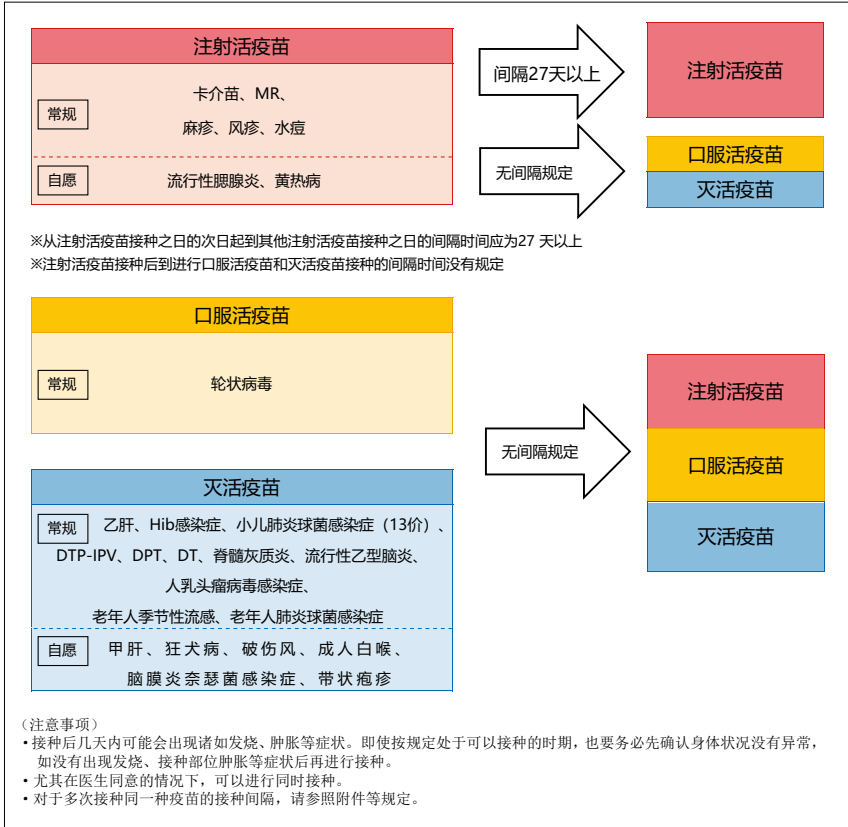 注射活疫苗
常规
卡介苗、MR、
麻疹、风疹、水痘
自愿
流行性腮腺炎、黄热病
间隔27天以上
注射活疫苗
无间隔规定
口服活疫苗
灭活疫苗
※从注射活疫苗接种之日的次日起到其他注射活疫苗接种之日的间隔时间应为27 天以上
※注射活疫苗接种后到进行口服活疫苗和灭活疫苗接种的间隔时间没有规定
口服活疫苗
常规
轮状病毒
灭活疫苗
常规
乙肝、Hib感染症、小儿肺炎球菌感染症（13价）、
DTP-IPV、DPT、DT、脊髓灰质炎、流行性乙型脑炎、
人乳头瘤病毒感染症、
老年人季节性流感、老年人肺炎球菌感染症
自愿
甲肝、狂犬病、破伤风、成人白喉、
脑膜炎奈瑟菌感染症、带状疱疹
无间隔规定
注射活疫苗
口服活疫苗
灭活疫苗
（注意事项）
・接种后几天内可能会出现诸如发烧、肿胀等症状。即使按规定处于可以接种的时期，也要务必先确认身体状况没有异常，
如没有出现发烧、接种部位肿胀等症状后再进行接种。
・尤其在医生同意的情况下，可以进行同时接种。
・对于多次接种同一种疫苗的接种间隔，请参照附件等规定。